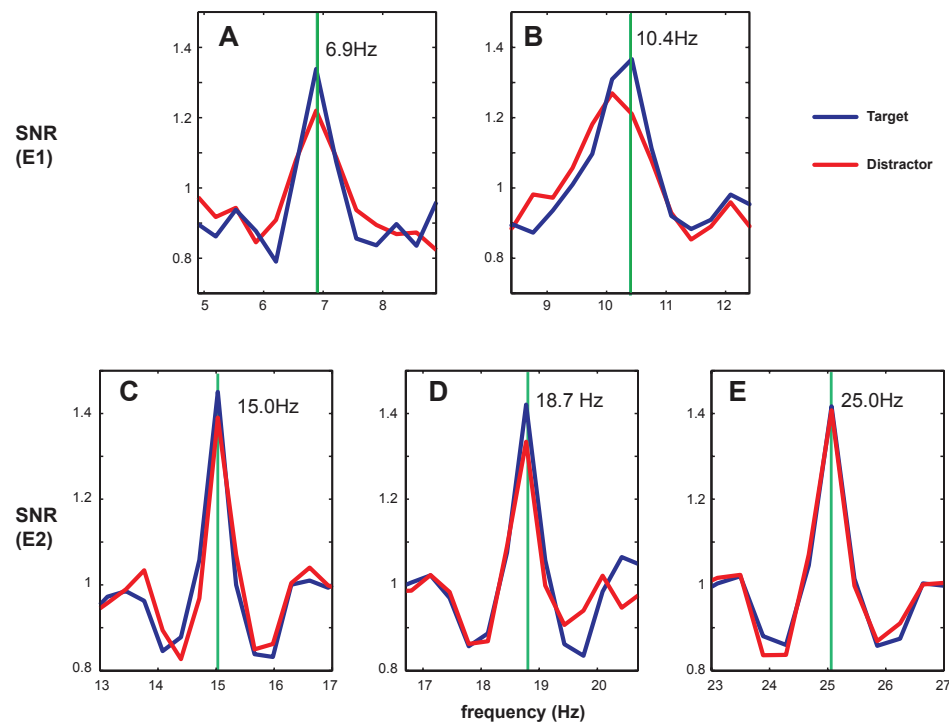 A
6.9Hz
B
10.4Hz
1.4
1.2
1
0.8
5 6 7 8
1.4
1.2
1
0.8
9 10 11 12
SNR
(E1)
Target
Distractor
C
15.0Hz
D
18.7 Hz
E
25.0Hz
1.4
1.2
1
0.8
13 14 15 16 17
1.4
1.2
1
0.8
17 18 19 20
1.4
1.2
1
0.8
23 24 25 26 27
SNR
(E2)
frequency (Hz)